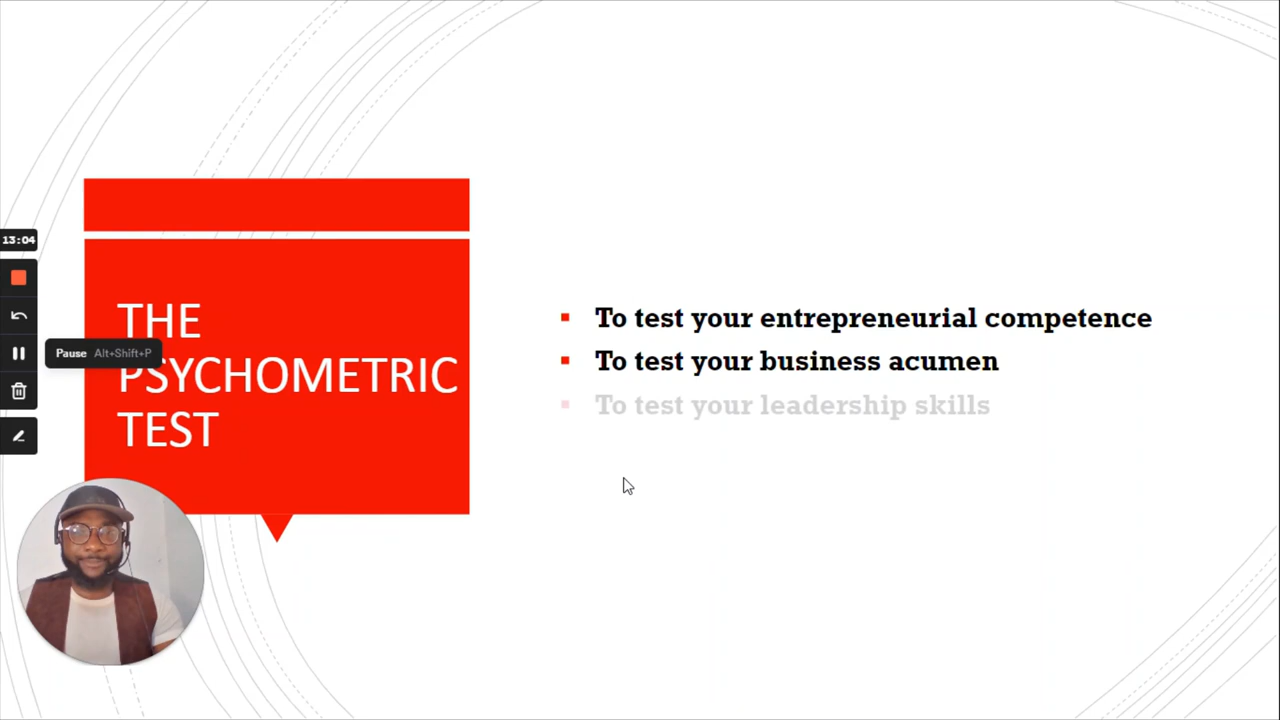 13:04
Pause Alt+Shift+P
THE
PSYCHOMETRIC
TEST
To test your entrepreneurial competence
To test your business acumen
To test your leadership skills